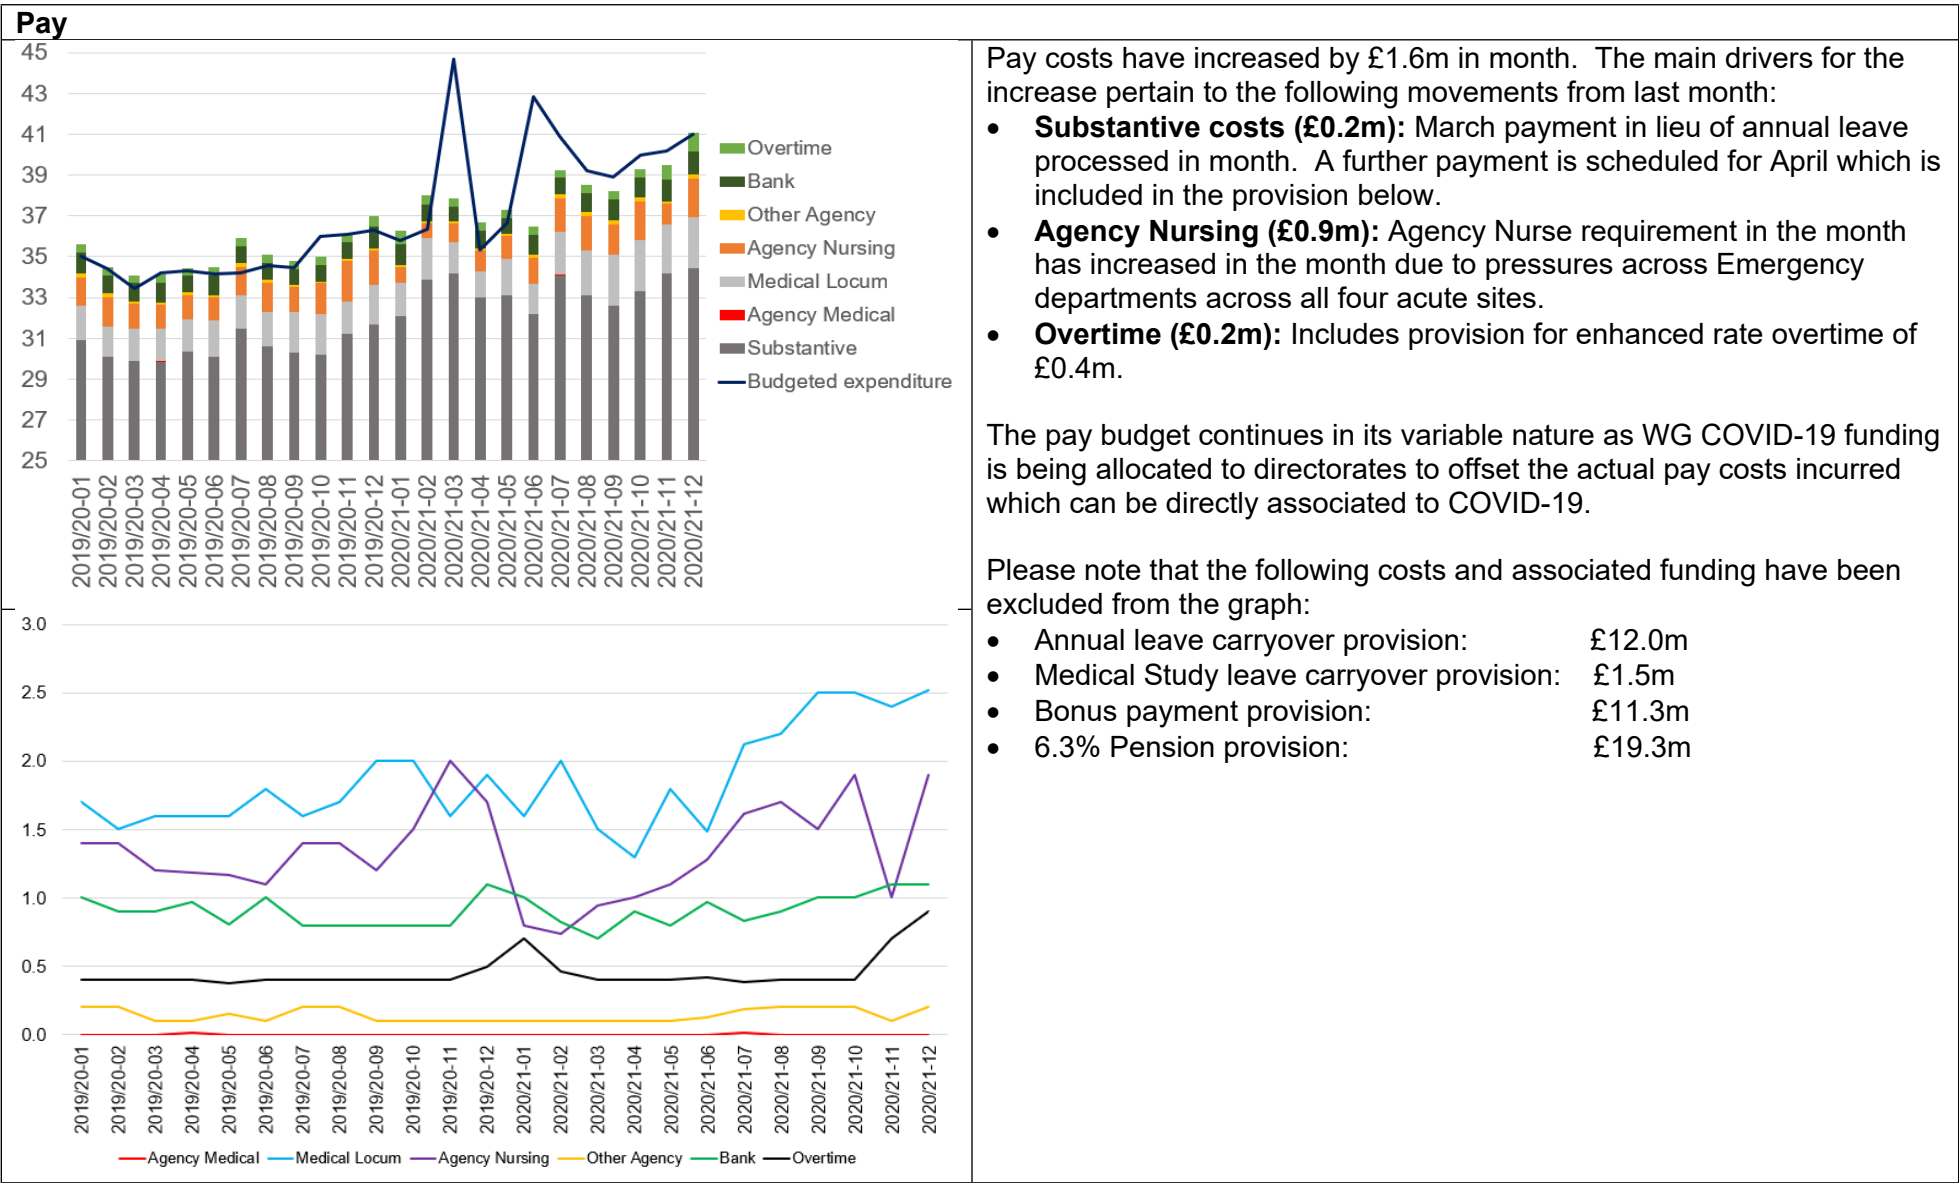 Pay
45
43
41
39
37
35
33
31
29
27
25
2019/20-01
2019/20-02
2019/20-03
2019/20-04
2019/20-05
2019/20-06
2019/20-07
2019/20-08
2019/20-09
2019/20-10
2019/20-11
2019/20-12
2020/21-01
2020/21-02
2020/21-03
2020/21-04
2020/21-05
2020/21-06
2020/21-07
2020/21-08
2020/21-09
2020/21-10
2020/21-11
2020/21-12
Overtime
Bank
Other Agency
Agency Nursing
Medical Locum
Agency Medical
Substantive
Budgeted expenditure
3.0
2.5
2.0
1.5
1.0
0.5
0.0
2019/20-01
2019/20-02
2019/20-03
2019/20-04
2019/20-05
2019/20-06
2019/20-07
2019/20-08
2019/20-09
2019/20-10
2019/20-11
2019/20-12
2020/21-01
2020/21-02
2020/21-03
2020/21-04
2020/21-05
2020/21-06
2020/21-07
2020/21-08
2020/21-09
2020/21-10
2020/21-11
2020/21-12
Agency Medical Medical Locum Agency Nursing Other Agency Bank Overtime
Pay costs have increased by £1.6m in month. The main drivers for the
increase pertain to the following movements from last month:
• Substantive costs (£0.2m): March payment in lieu of annual leave
processed in month. A further payment is scheduled for April which is
included in the provision below.
• Agency Nursing (£0.9m): Agency Nurse requirement in the month
has increased in the month due to pressures across Emergency
departments across all four acute sites.
• Overtime (£0.2m): Includes provision for enhanced rate overtime of
£0.4m.
The pay budget continues in its variable nature as WG COVID-19 funding
is being allocated to directorates to offset the actual pay costs incurred
which can be directly associated to COVID-19.
Please note that the following costs and associated funding have been
excluded from the graph:
• Annual leave carryover provision: £12.0m
• Medical Study leave carryover provision: £1.5m
• Bonus payment provision: £11.3m
• 6.3% Pension provision: £19.3m